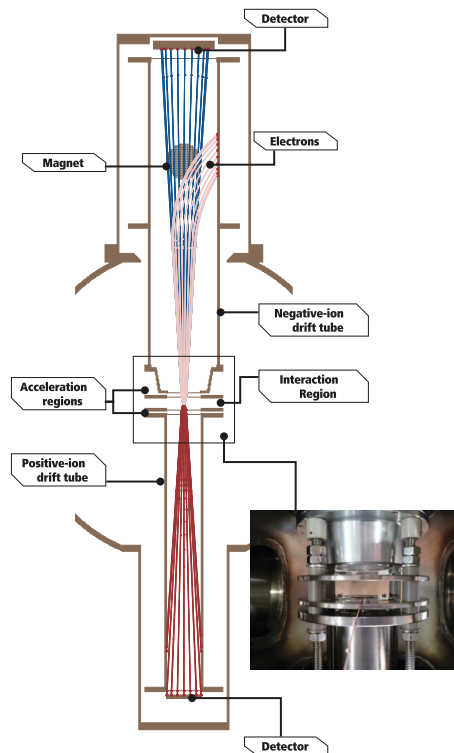 Detector
Electrons
Magnet
Negative-ion
drift tube
Acceleration
regions
Interaction
Region
Positive-ion
drift tube
Detector